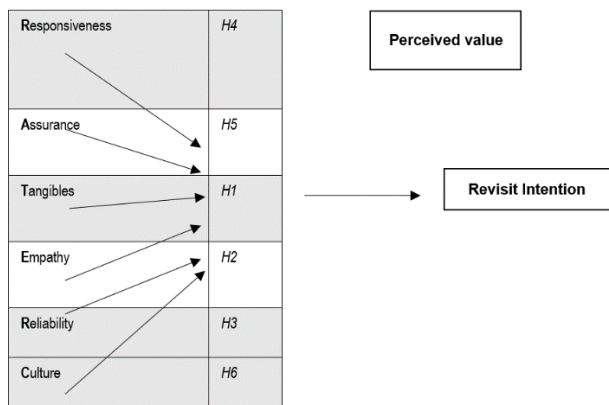 Responsiveness H4
Perceived value
Assurance H5
Tangibles H1
Revisit Intention
Empathy H2
Reliability H3
Culture H6